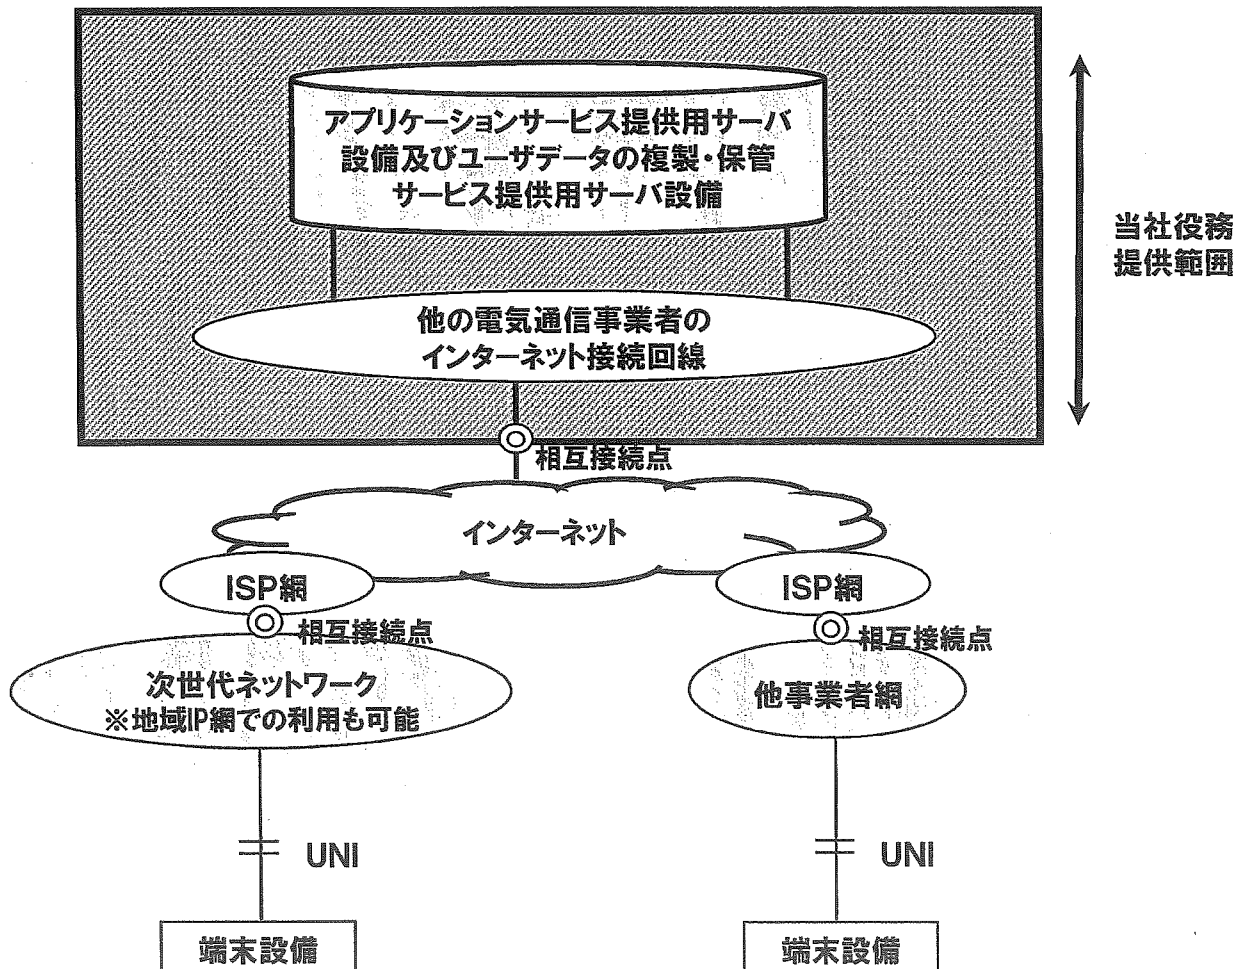 アプリケーションサービス提供用サーバ
設備及びユーザデータの複製・保管
サービス提供用サーバ設備
当社役務
提供範囲
他の電気通信事業者の
インターネット接続回線
相互接続点
インターネット
ISP網
ISP網
相互接続点
相互接続点
次世代ネットワーク
※地域IP網での利用も可能
他事業者網
UNI
UNI
端末設備
端末設備